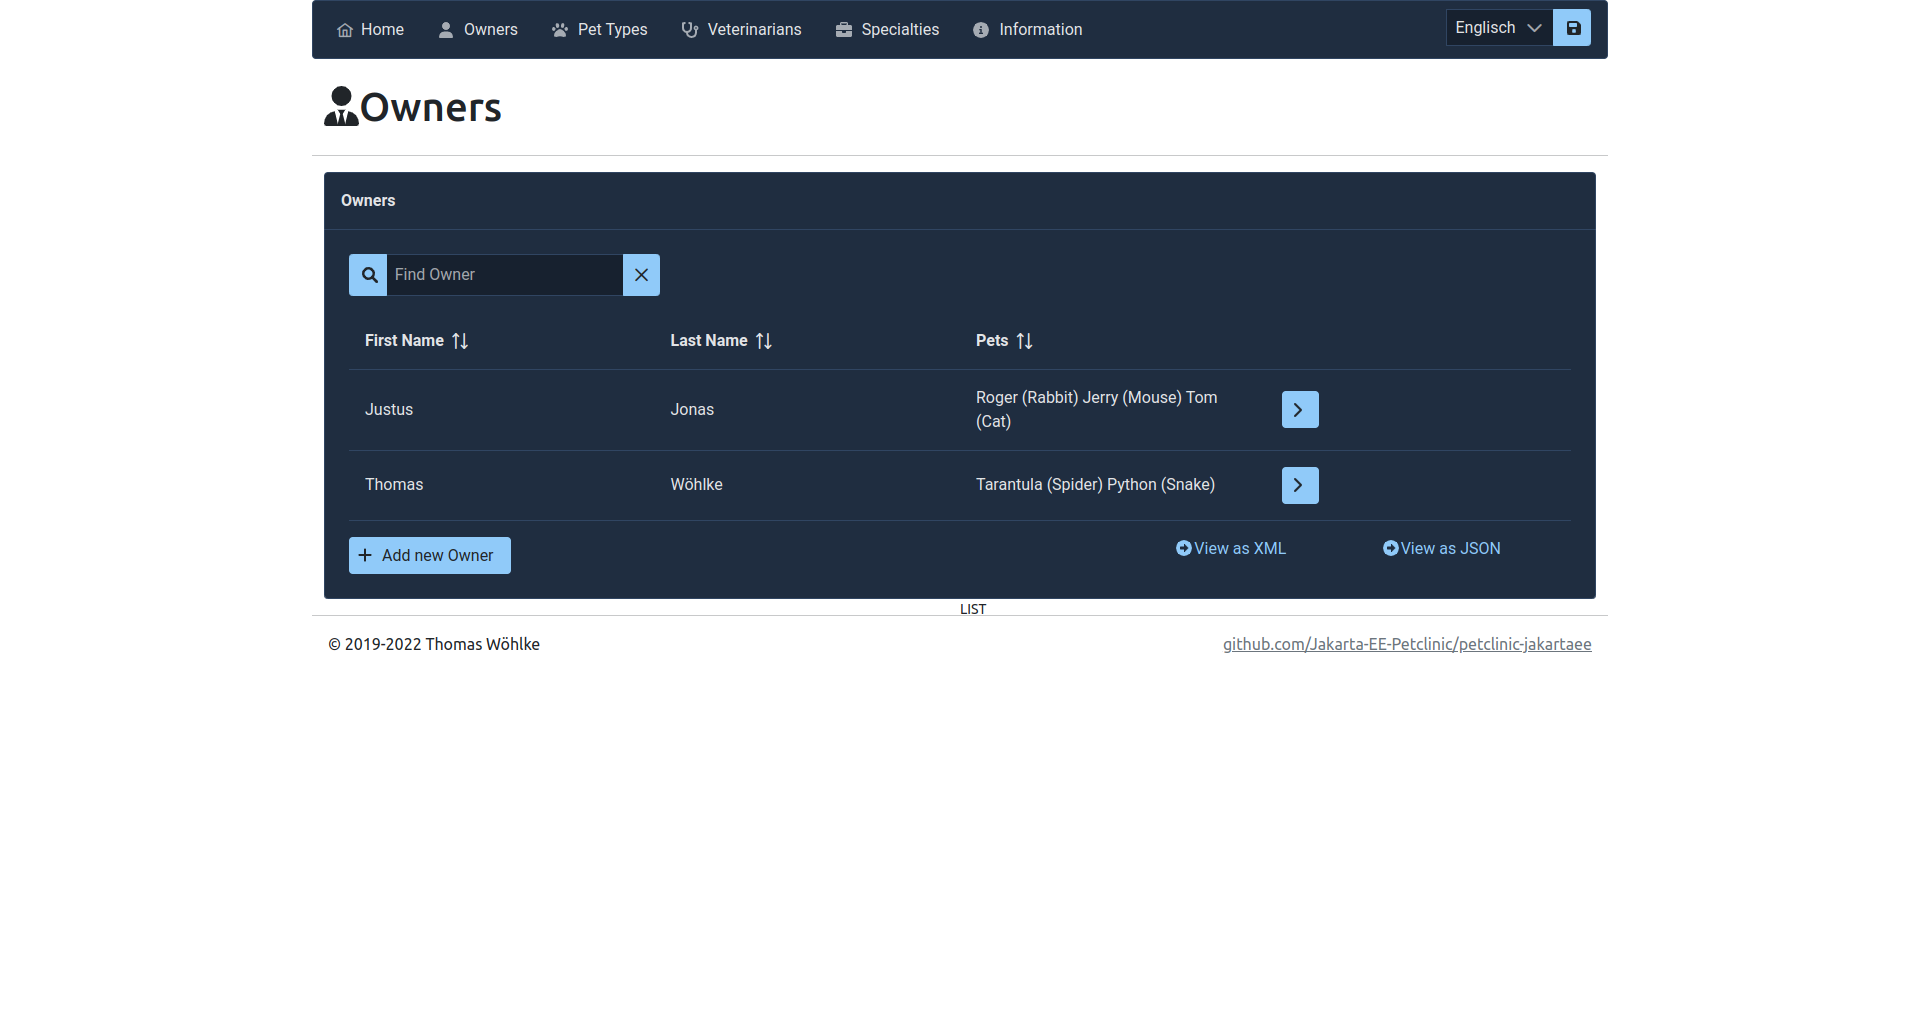 Home Owners Pet Types Veterinarians Specialties Information Englisch
Owners
Owners
Find Owner
First Name Last Name Pets
Justus Jonas Roger (Rabbit) Jerry (Mouse) Tom
(Cat)
Thomas Wöhlke Tarantula (Spider) Python (Snake)
Add new Owner View as XML View as JSON
LIST
© 2019-2022 Thomas Wöhlke github.com/Jakarta-EE-Petclinic/petclinic-jakartaee